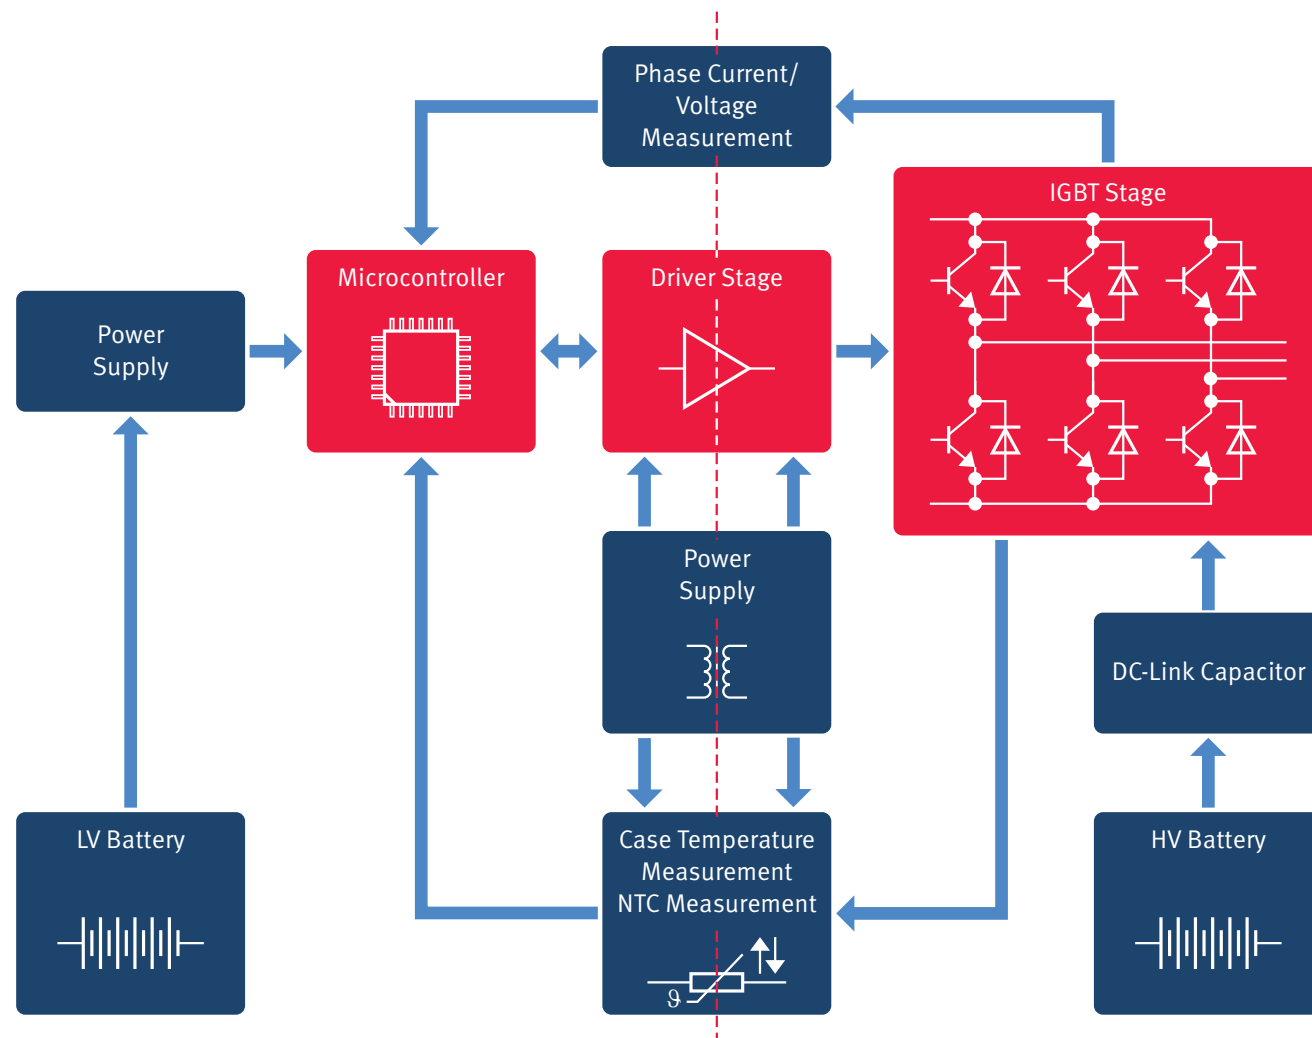 Phase Current/
Voltage
Measurement
IGBT Stage
Microcontroller
Driver Stage
Power
Supply
Power
Supply
DC-Link Capacitor
LV Battery
Case Temperature
Measurement
NTC Measurement
ϑ
HV Battery